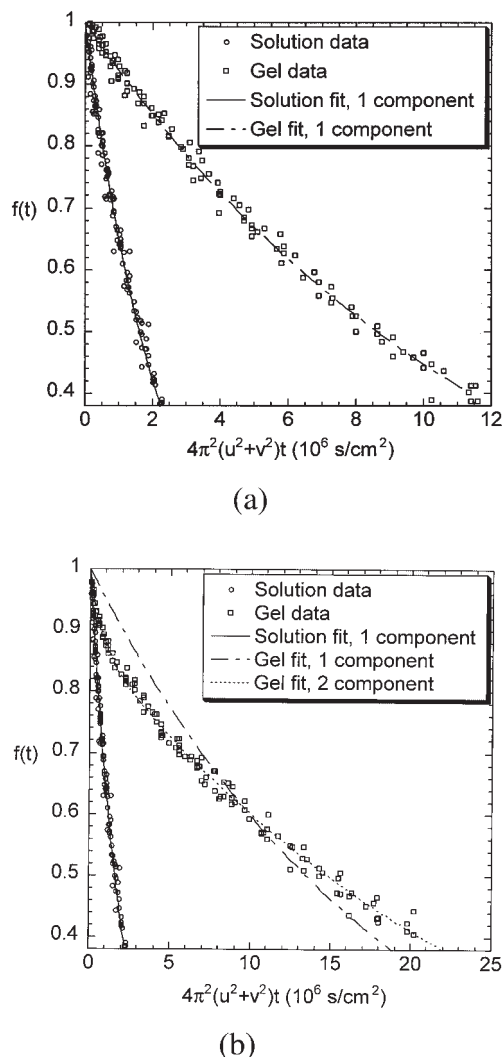 1
0.9
0.8
0.7
0.6
0.5
0.4
f(t)
Solution data
Gel data
Solution fit, 1 component
Gel fit, 1 component
0 2 4 6 8 10 12
4π²(u²+v²)t (10⁶ s/cm²)
(a)
1
0.9
0.8
0.7
0.6
0.5
0.4
f(t)
Solution data
Gel data
Solution fit, 1 component
Gel fit, 1 component
Gel fit, 2 component
0 5 10 15 20 25
4π²(u²+v²)t (10⁶ s/cm²)
(b)